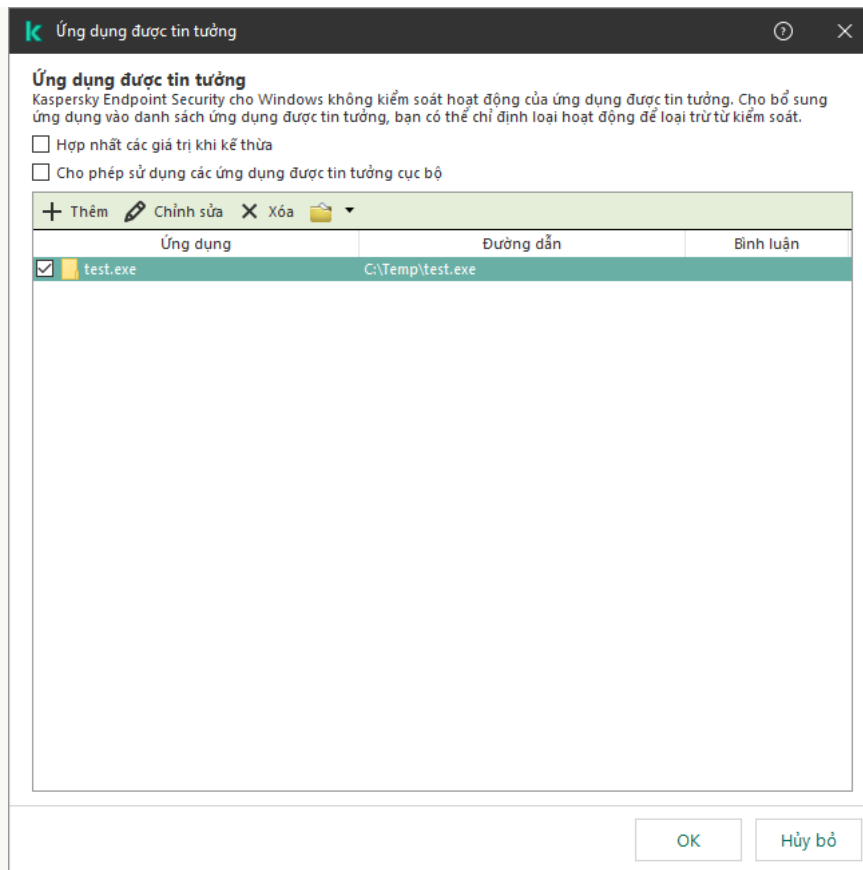 Ứng dụng được tin tưởng
Ứng dụng được tin tưởng
Kaspersky Endpoint Security cho Windows không kiểm soát hoạt động của ứng dụng được tin tưởng. Cho bổ sung
ứng dụng vào danh sách ứng dụng được tin tưởng, bạn có thể chỉ định loại hoạt động để loại trừ từ kiểm soát.
Hợp nhất các giá trị khi kế thừa
Cho phép sử dụng các ứng dụng được tin tưởng cục bộ
Thêm Chỉnh sửa Xóa
Ứng dụng Đường dẫn Bình luận
test.exe C:\Temp\test.exe
OK Hủy bỏ